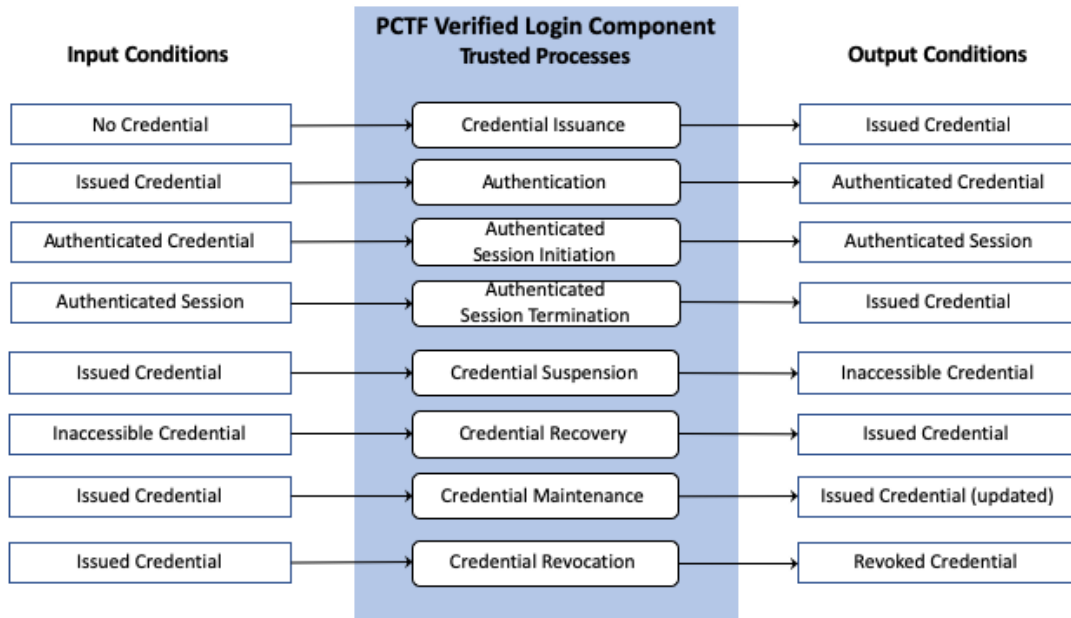 PCTF Verified Login Component
Input Conditions
Trusted Processes
Output Conditions
No Credential
Credential Issuance
Issued Credential
Issued Credential
Authentication
Authenticated Credential
Authenticated Credential
Authenticated
Session Initiation
Authenticated Session
Authenticated Session
Authenticated
Session Termination
Issued Credential
Issued Credential
Credential Suspension
Inaccessible Credential
Inaccessible Credential
Credential Recovery
Issued Credential
Issued Credential
Credential Maintenance
Issued Credential (updated)
Issued Credential
Credential Revocation
Revoked Credential